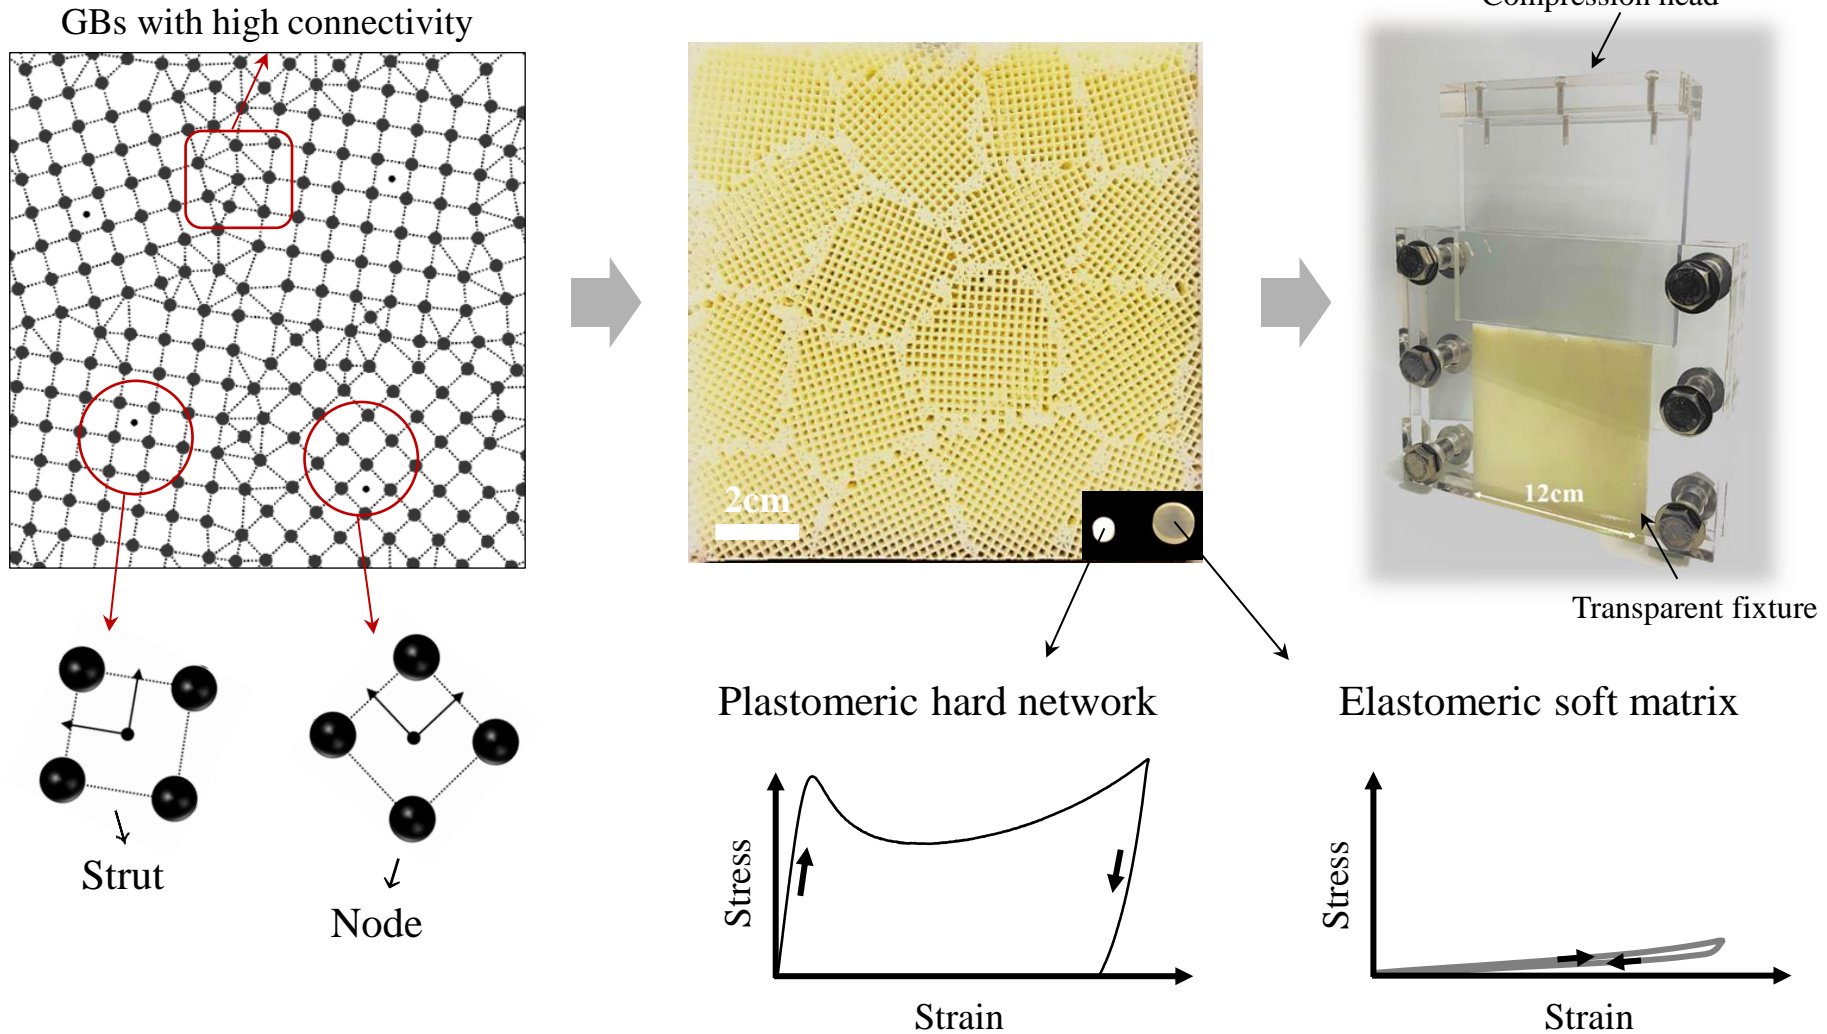 GBs with high connectivity
Compression head
2cm
12cm
Transparent fixture
Plastomeric hard network
Elastomeric soft matrix
Strut
Node
Stress
Strain
Stress
Strain